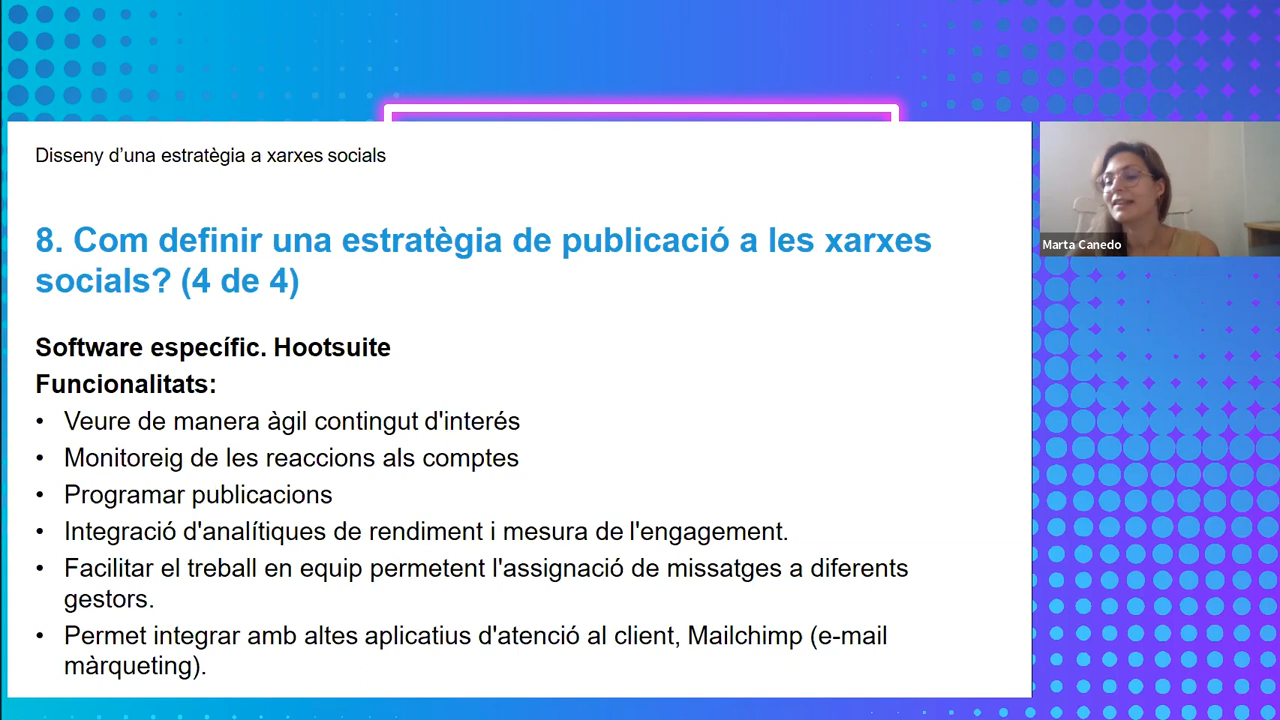 Disseny d’una estratègia a xarxes socials
8. Com definir una estratègia de publicació a les xarxes
socials? (4 de 4)
Marta Canedo
Software específic. Hootsuite
Funcionalitats:
• Veure de manera àgil contingut d'interés
• Monitoreig de les reaccions als comptes
• Programar publicacions
• Integració d'analítiques de rendiment i mesura de l'engagement.
• Facilitar el treball en equip permetent l'assignació de missatges a diferents
gestors.
• Permet integrar amb altes aplicatius d'atenció al client, Mailchimp (e-mail
màrqueting).